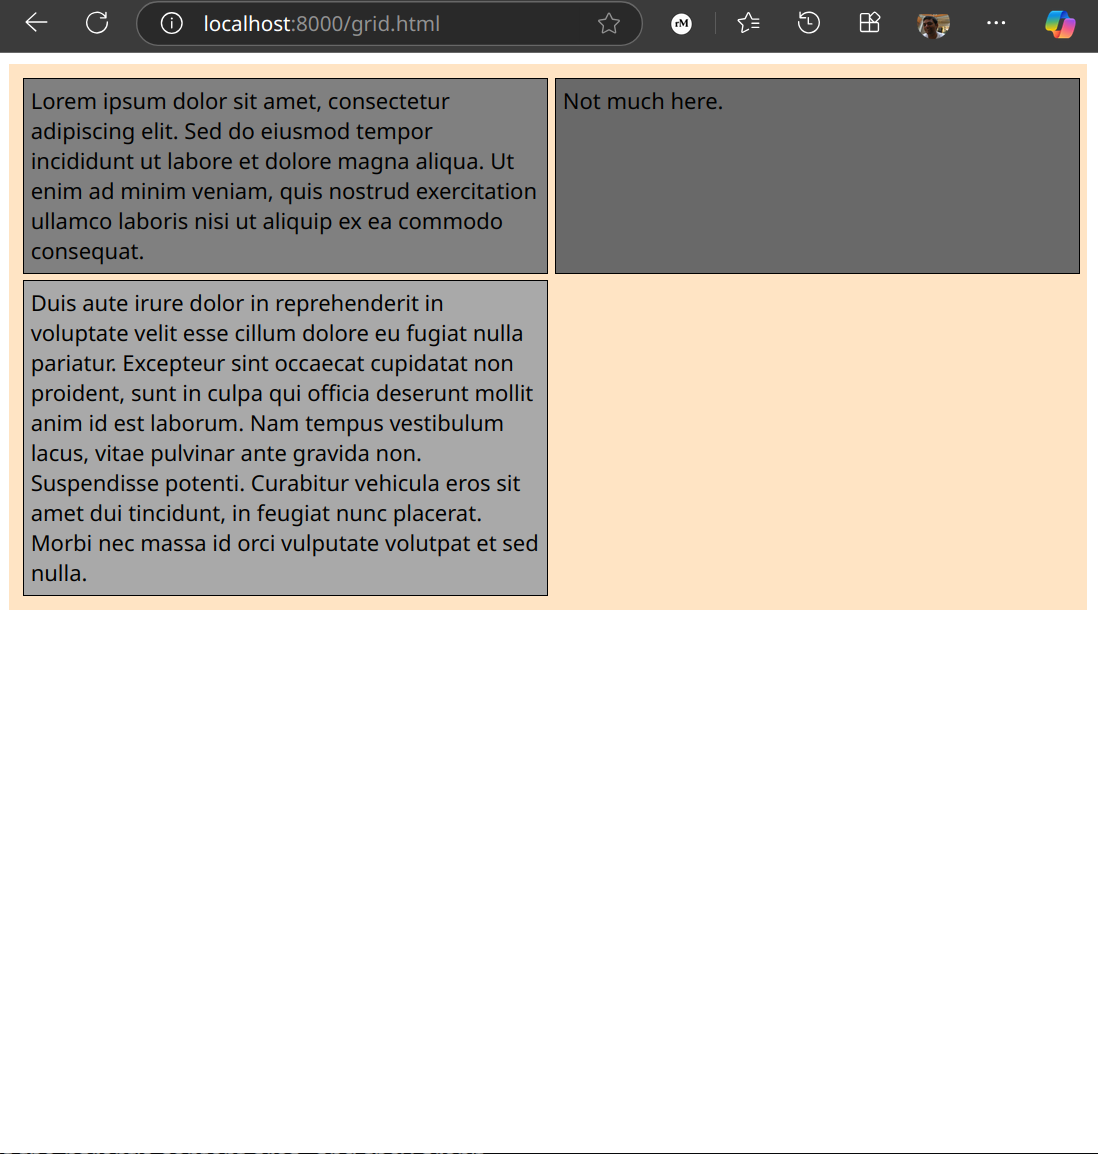 localhost:8000/grid.html
rM
Lorem ipsum dolor sit amet, consectetur
adipiscing elit. Sed do eiusmod tempor
incididunt ut labore et dolore magna aliqua. Ut
enim ad minim veniam, quis nostrud exercitation
ullamco laboris nisi ut aliquip ex ea commodo
consequat.
Not much here.
Duis aute irure dolor in reprehenderit in
voluptate velit esse cillum dolore eu fugiat nulla
pariatur. Excepteur sint occaecat cupidatat non
proident, sunt in culpa qui officia deserunt mollit
anim id est laborum. Nam tempus vestibulum
lacus, vitae pulvinar ante gravida non.
Suspendisse potenti. Curabitur vehicula eros sit
amet dui tincidunt, in feugiat nunc placerat.
Morbi nec massa id orci vulputate volutpat et sed
nulla.